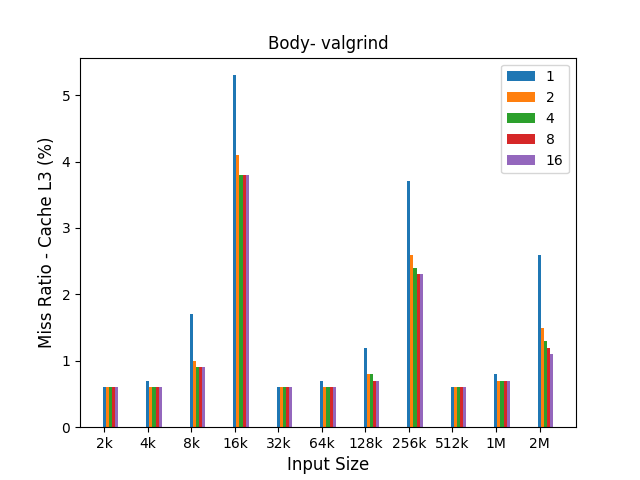 Body- valgrind
Miss Ratio - Cache L3 (%)
5
4
3
2
1
0
1
2
4
8
16
2k 4k 8k 16k 32k 64k 128k 256k 512k 1M 2M
Input Size